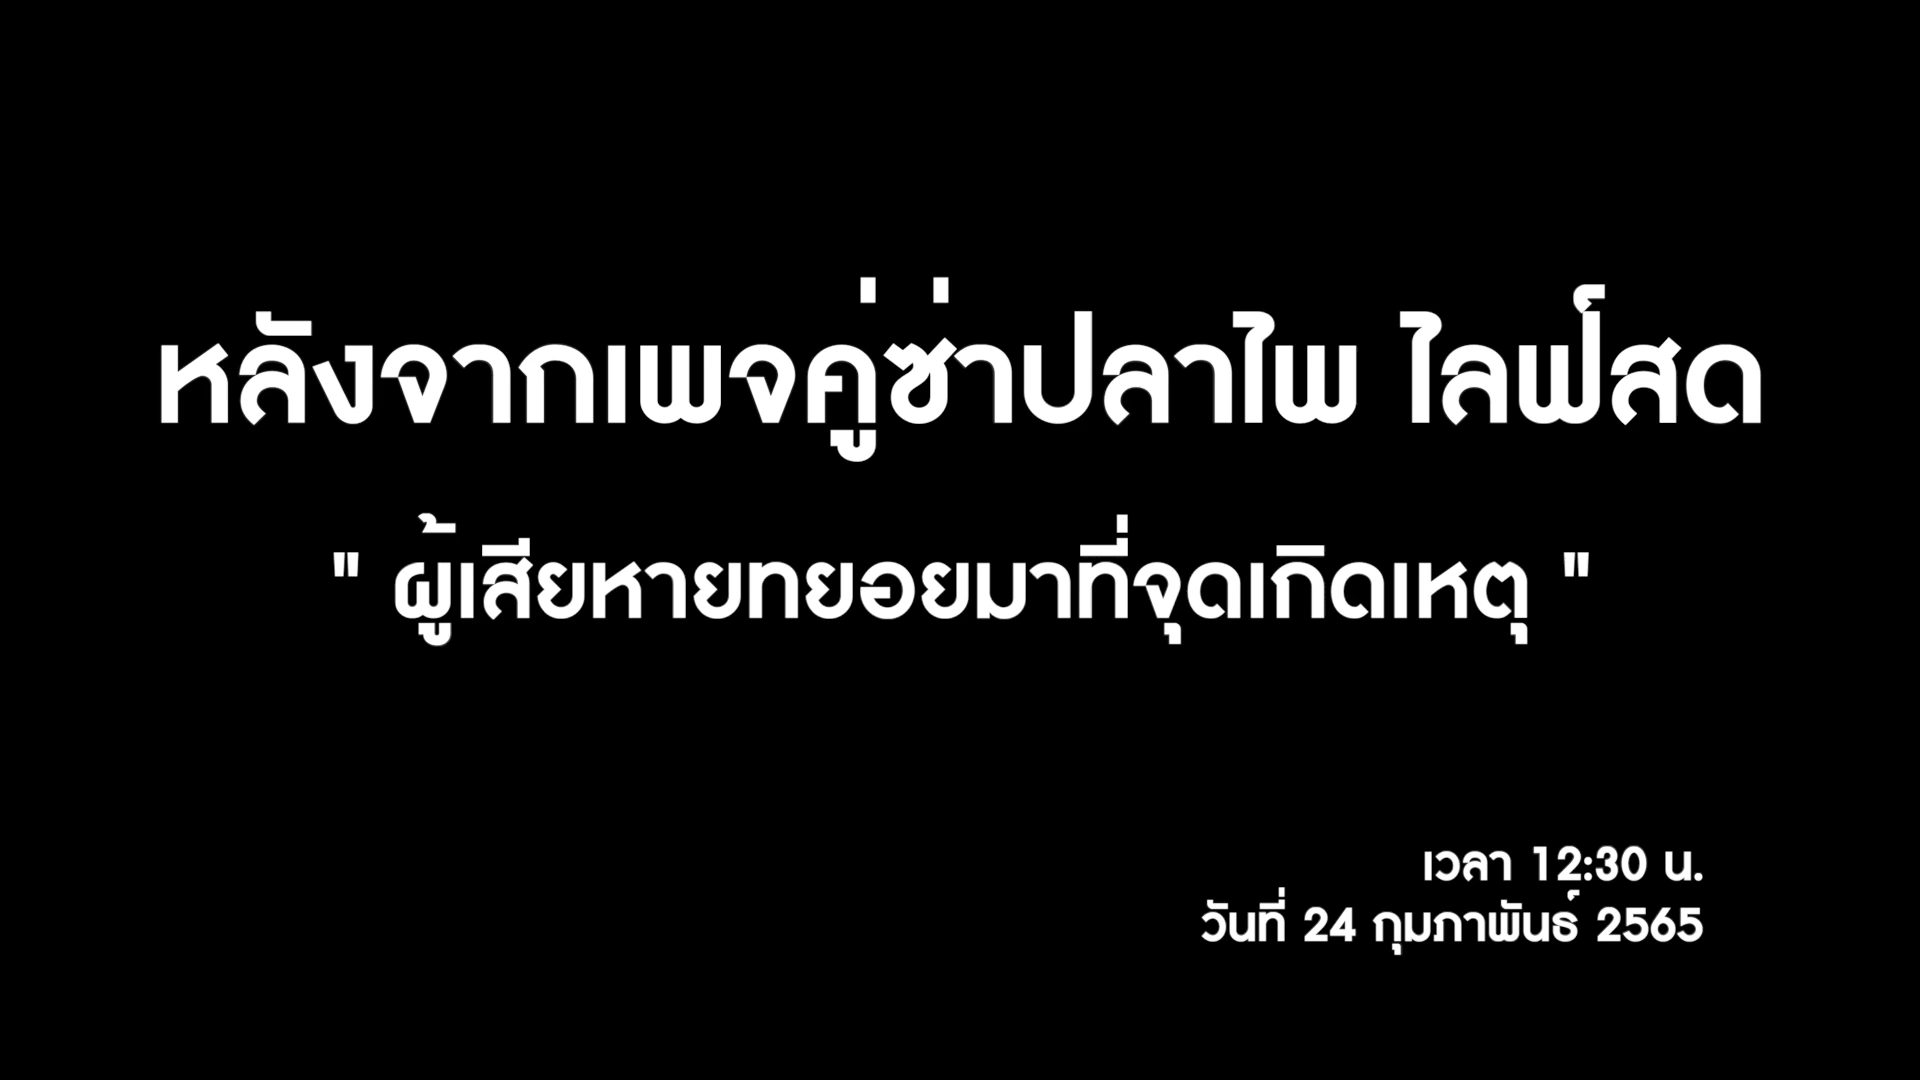 หลังจากเพจคู่ซ่าปลาไพ ไลฟ์สด
" ผู้เสียหายทยอยมาที่จุดเกิดเหตุ "
เวลา 12:30 น.
วันที่ 24 กุมภาพันธ์ 2565